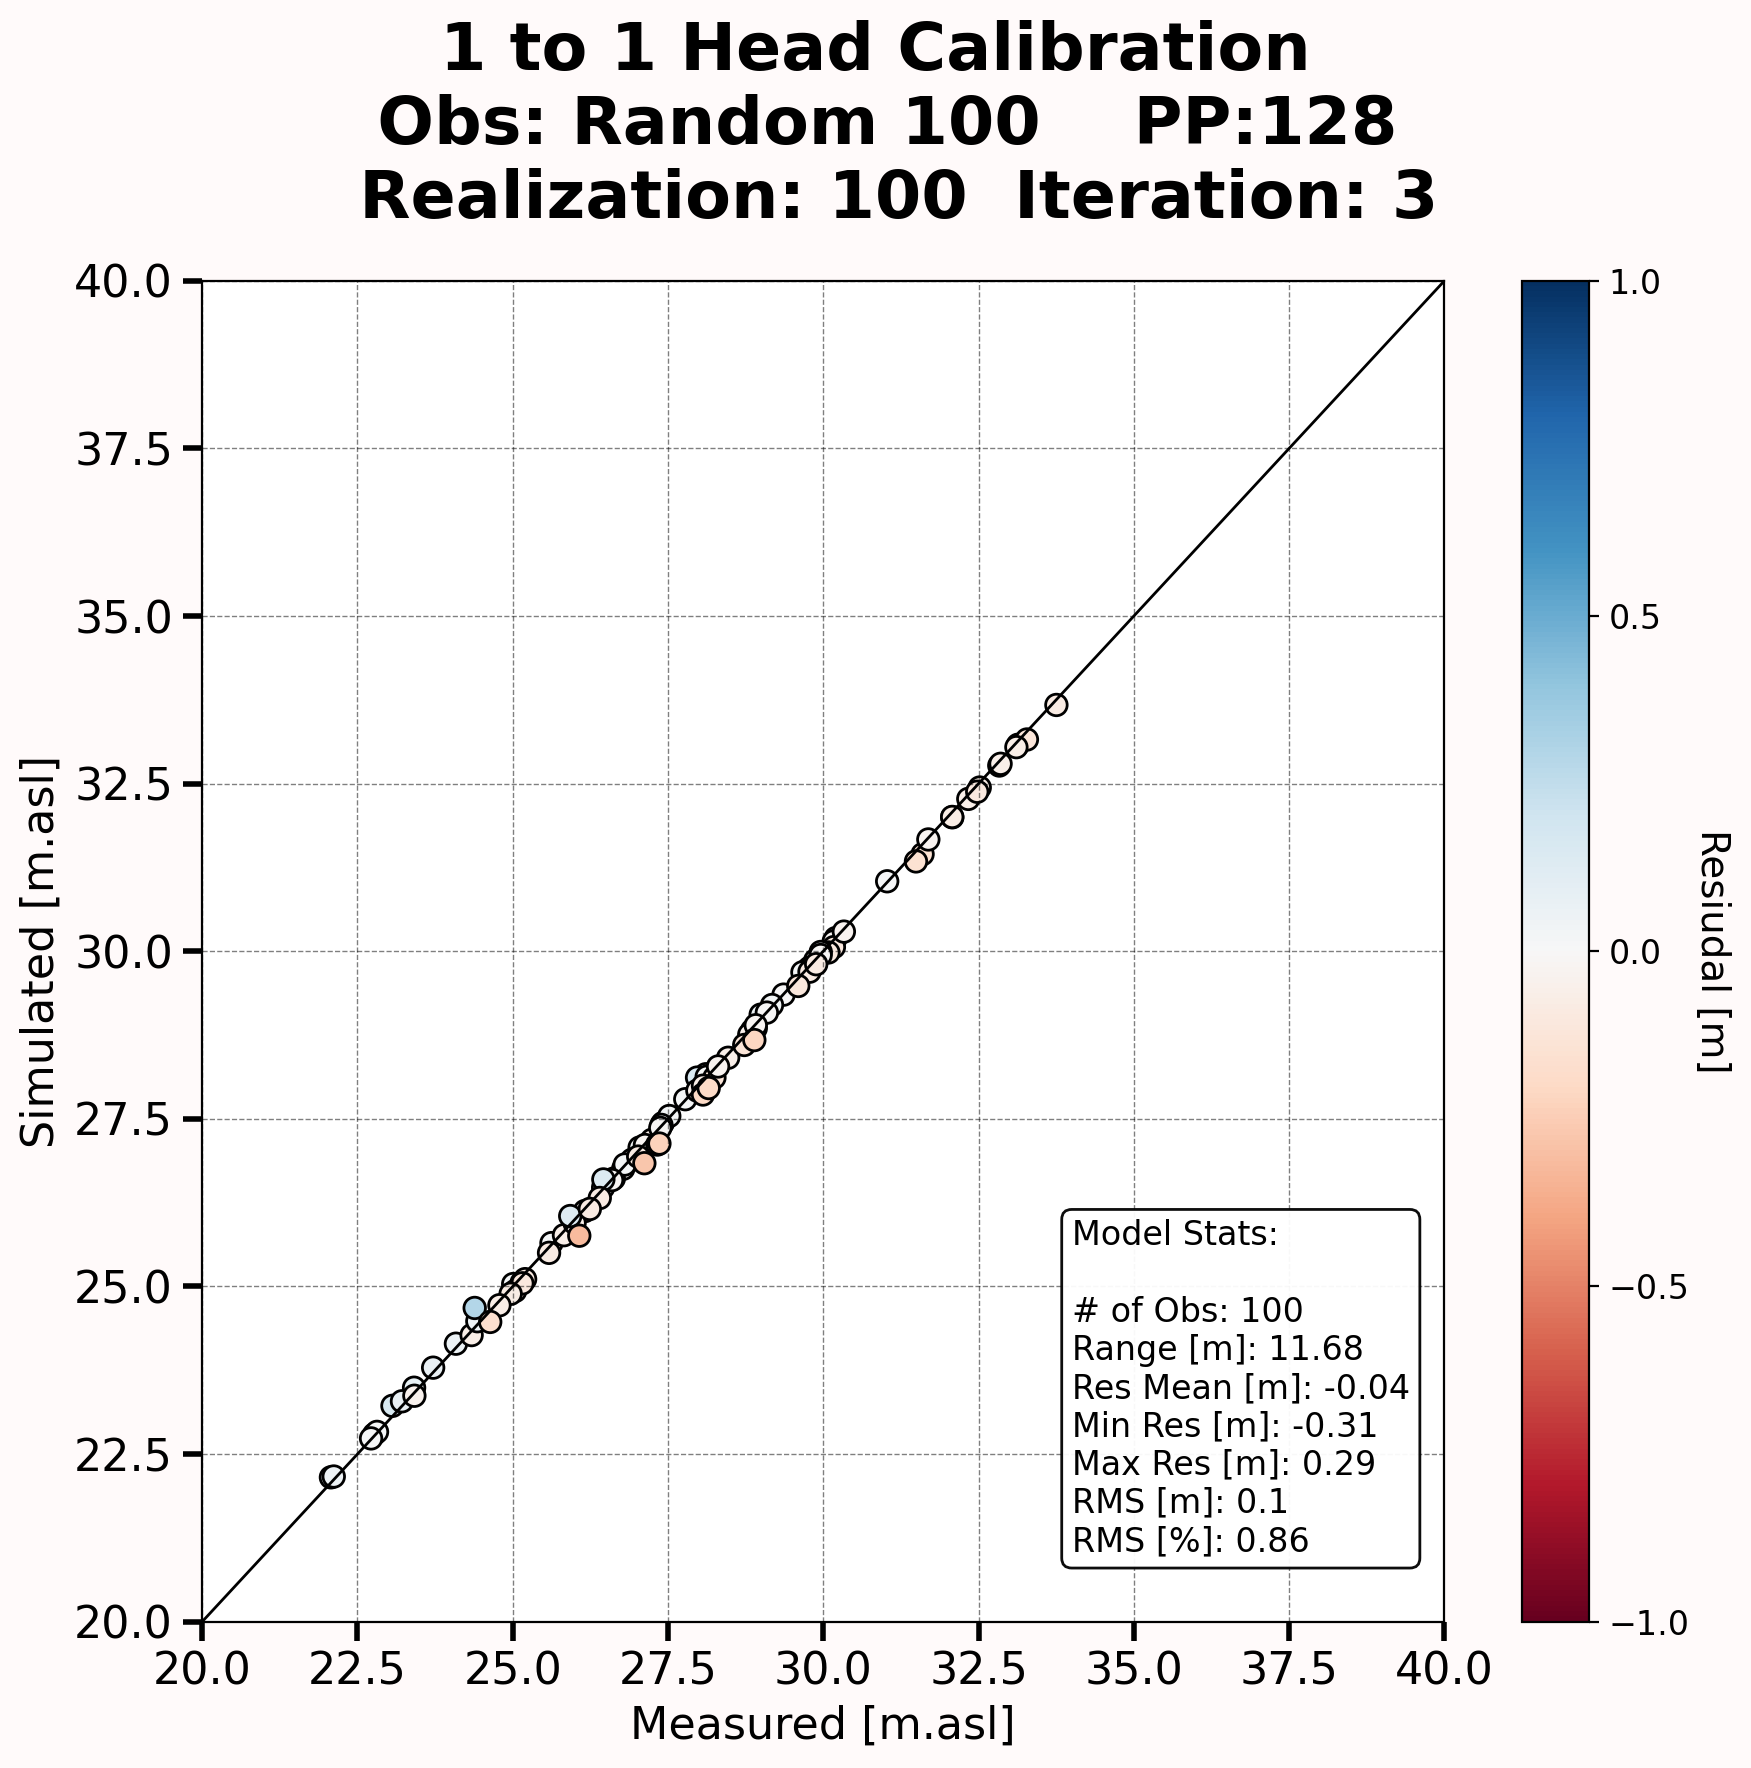 1 to 1 Head Calibration
Obs: Random 100    PP:128
Realization: 100  Iteration: 3
40.0
37.5
35.0
32.5
30.0
27.5
25.0
22.5
20.0
Simulated [m.asl]
20.0 22.5 25.0 27.5 30.0 32.5 35.0 37.5 40.0
Measured [m.asl]
Model Stats:
# of Obs: 100
Range [m]: 11.68
Res Mean [m]: -0.04
Min Res [m]: -0.31
Max Res [m]: 0.29
RMS [m]: 0.1
RMS [%]: 0.86
1.0
0.5
0.0
−0.5
−1.0
Resiudal [m]